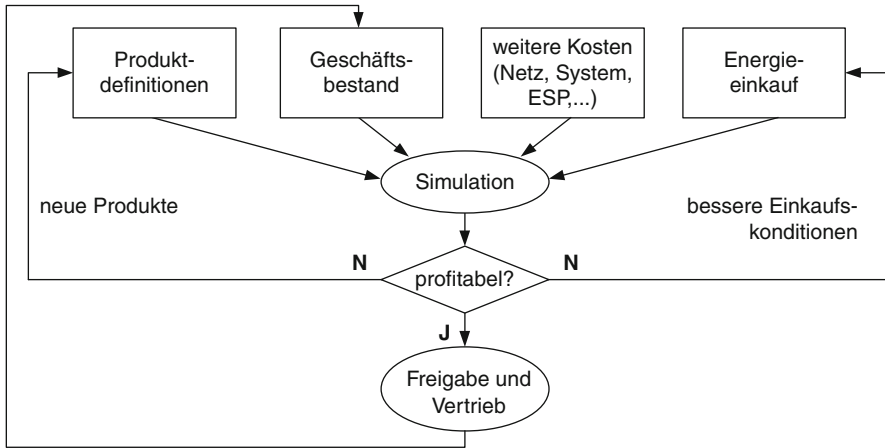 Produkt-
definitionen
Geschäfts-
bestand
weitere Kosten
(Netz, System,
ESP,...)
Energie-
einkauf
Simulation
neue Produkte
bessere Einkaufs-
konditionen
N
profitabel?
N
J
Freigabe und
Vertrieb